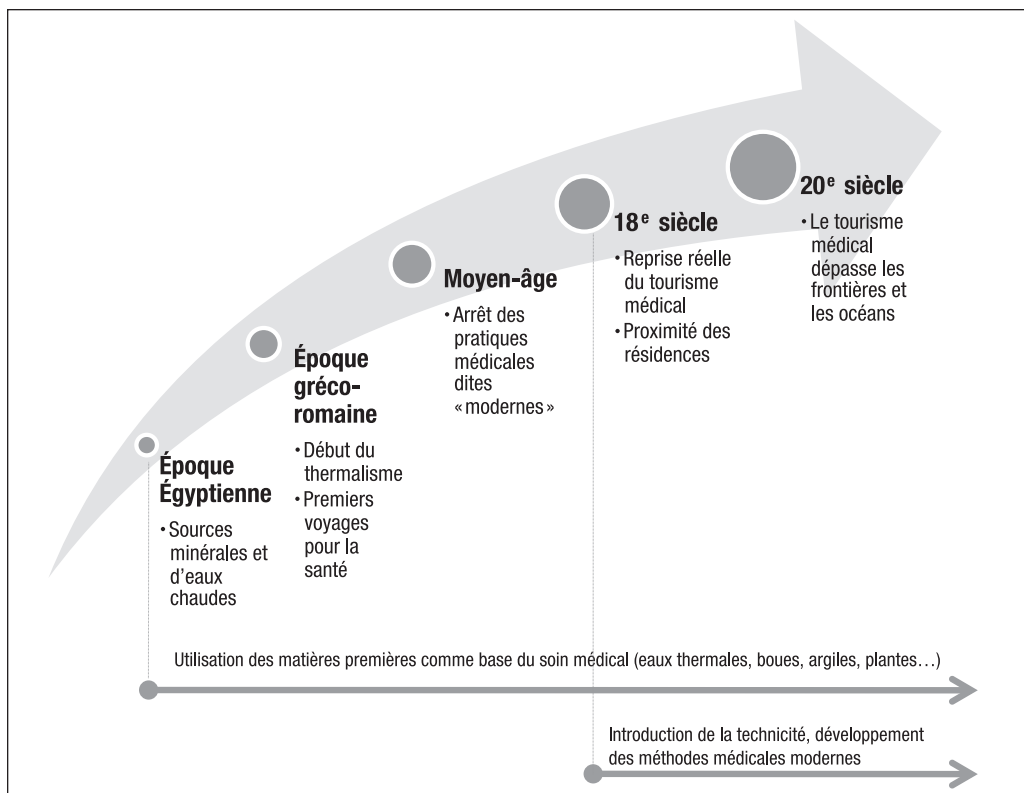 Époque
Égyptienne
• Sources
minérales et
d'eaux
chaudes
Époque
gréco-
romaine
• Début du
thermalisme
• Premiers
voyages
pour la
santé
Moyen-âge
• Arrêt des
pratiques
médicales
dites
« modernes »
18e siècle
• Reprise réelle
du tourisme
médical
• Proximité des
résidences
20e siècle
• Le tourisme
médical
dépasse les
frontières et
les océans
Utilisation des matières premières comme base du soin médical (eaux thermales, boues, argiles, plantes…)
Introduction de la technicité, développement
des méthodes médicales modernes